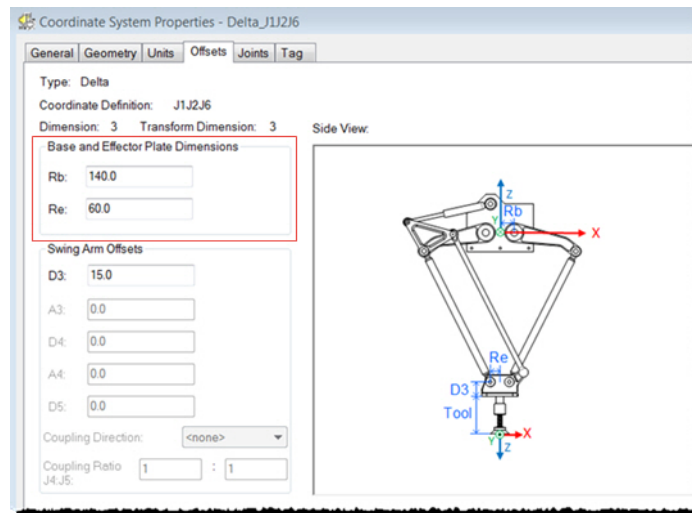 Coordinate System Properties - Delta_J1J2J6
General Geometry Units Offsets Joints Tag
Type: Delta
Coordinate Definition: J1J2J6
Dimension: 3 Transform Dimension: 3
Side View:
Base and Effector Plate Dimensions
Rb: 140.0
Re: 60.0
Swing Arm Offsets
D3: 15.0
A3: 0.0
D4: 0.0
A4: 0.0
D5: 0.0
Coupling Direction: <none>
Coupling Ratio
J4:J5: 1 : 1
Z
Rb
Y
X
Re
D3
Tool
Y
X
Z